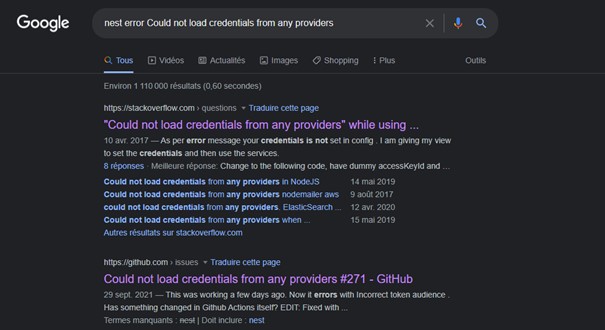 Google
nest error Could not load credentials from any providers
Tous Vidéos Actualités Images Shopping Plus Outils
Environ 1 110 000 résultats (0,60 secondes)
https://stackoverflow.com › questions Traduire cette page
"Could not load credentials from any providers" while using ...
10 avr. 2017 — As per error message your credentials is not set in config . I am giving my view
to set the credentials and then use the services.
8 réponses · Meilleure réponse: Change to the following code, have dummy accessKeyId and ...
Could not load credentials from any providers in NodeJS 14 mai 2019
Could not load credentials from any providers nodemailer aws 9 août 2017
could not load credentials from any providers. ElasticSearch ... 12 avr. 2020
Could not load credentials from any providers when ... 15 mai 2019
Autres résultats sur stackoverflow.com
https://github.com › issues Traduire cette page
Could not load credentials from any providers #271 - GitHub
29 sept. 2021 — This was working a few days ago. Now it errors with Incorrect token audience .
Has something changed in Github Actions itself? EDIT: Fixed with ...
Termes manquants : nest | Doit inclure : nest